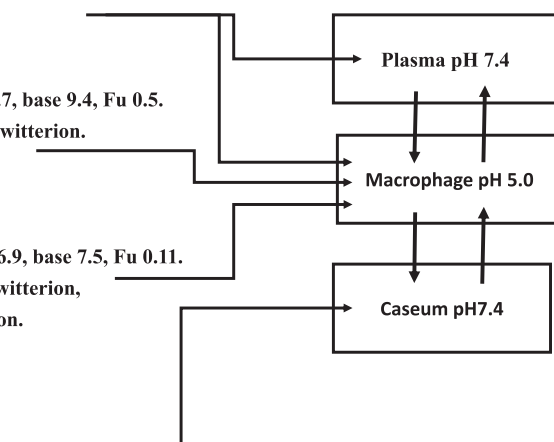 Plasma pH 7.4
.7, base 9.4, Fu 0.5.
witterion.
Macrophage pH 5.0
6.9, base 7.5, Fu 0.11.
witterion,
on.
Caseum pH7.4